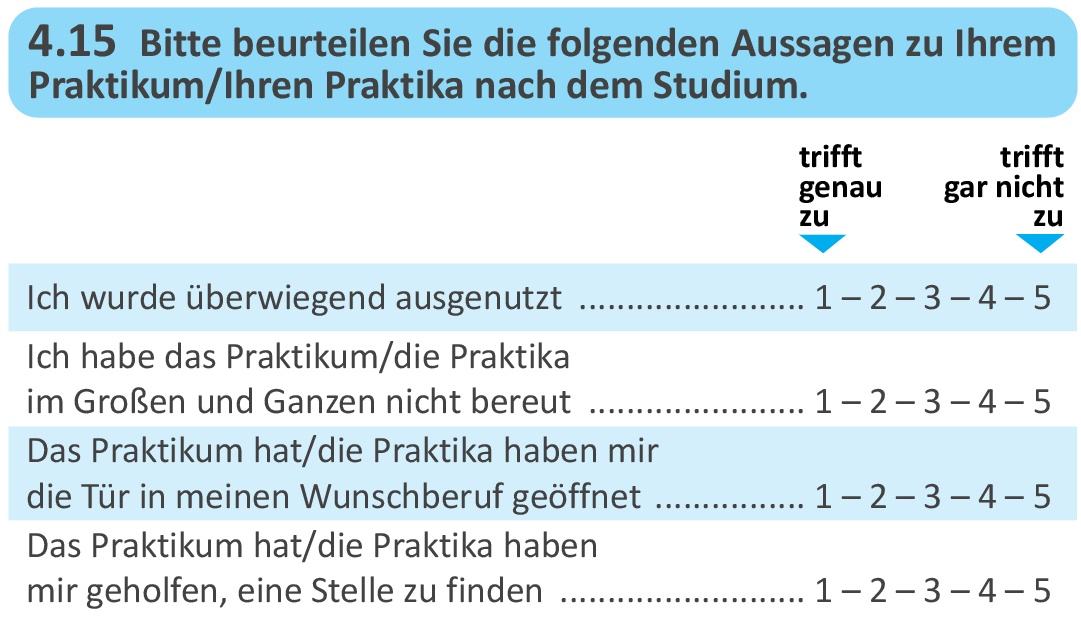 4.15 Bitte beurteilen Sie die folgenden Aussagen zu Ihrem
Praktikum/Ihren Praktika nach dem Studium.
trifft genau zu
trifft gar nicht zu
Ich wurde überwiegend ausgenutzt ........................ 1 – 2 – 3 – 4 – 5
Ich habe das Praktikum/die Praktika
im Großen und Ganzen nicht bereut ....................... 1 – 2 – 3 – 4 – 5
Das Praktikum hat/die Praktika haben mir
die Tür in meinen Wunschberuf geöffnet ................ 1 – 2 – 3 – 4 – 5
Das Praktikum hat/die Praktika haben
mir geholfen, eine Stelle zu finden .......................... 1 – 2 – 3 – 4 – 5